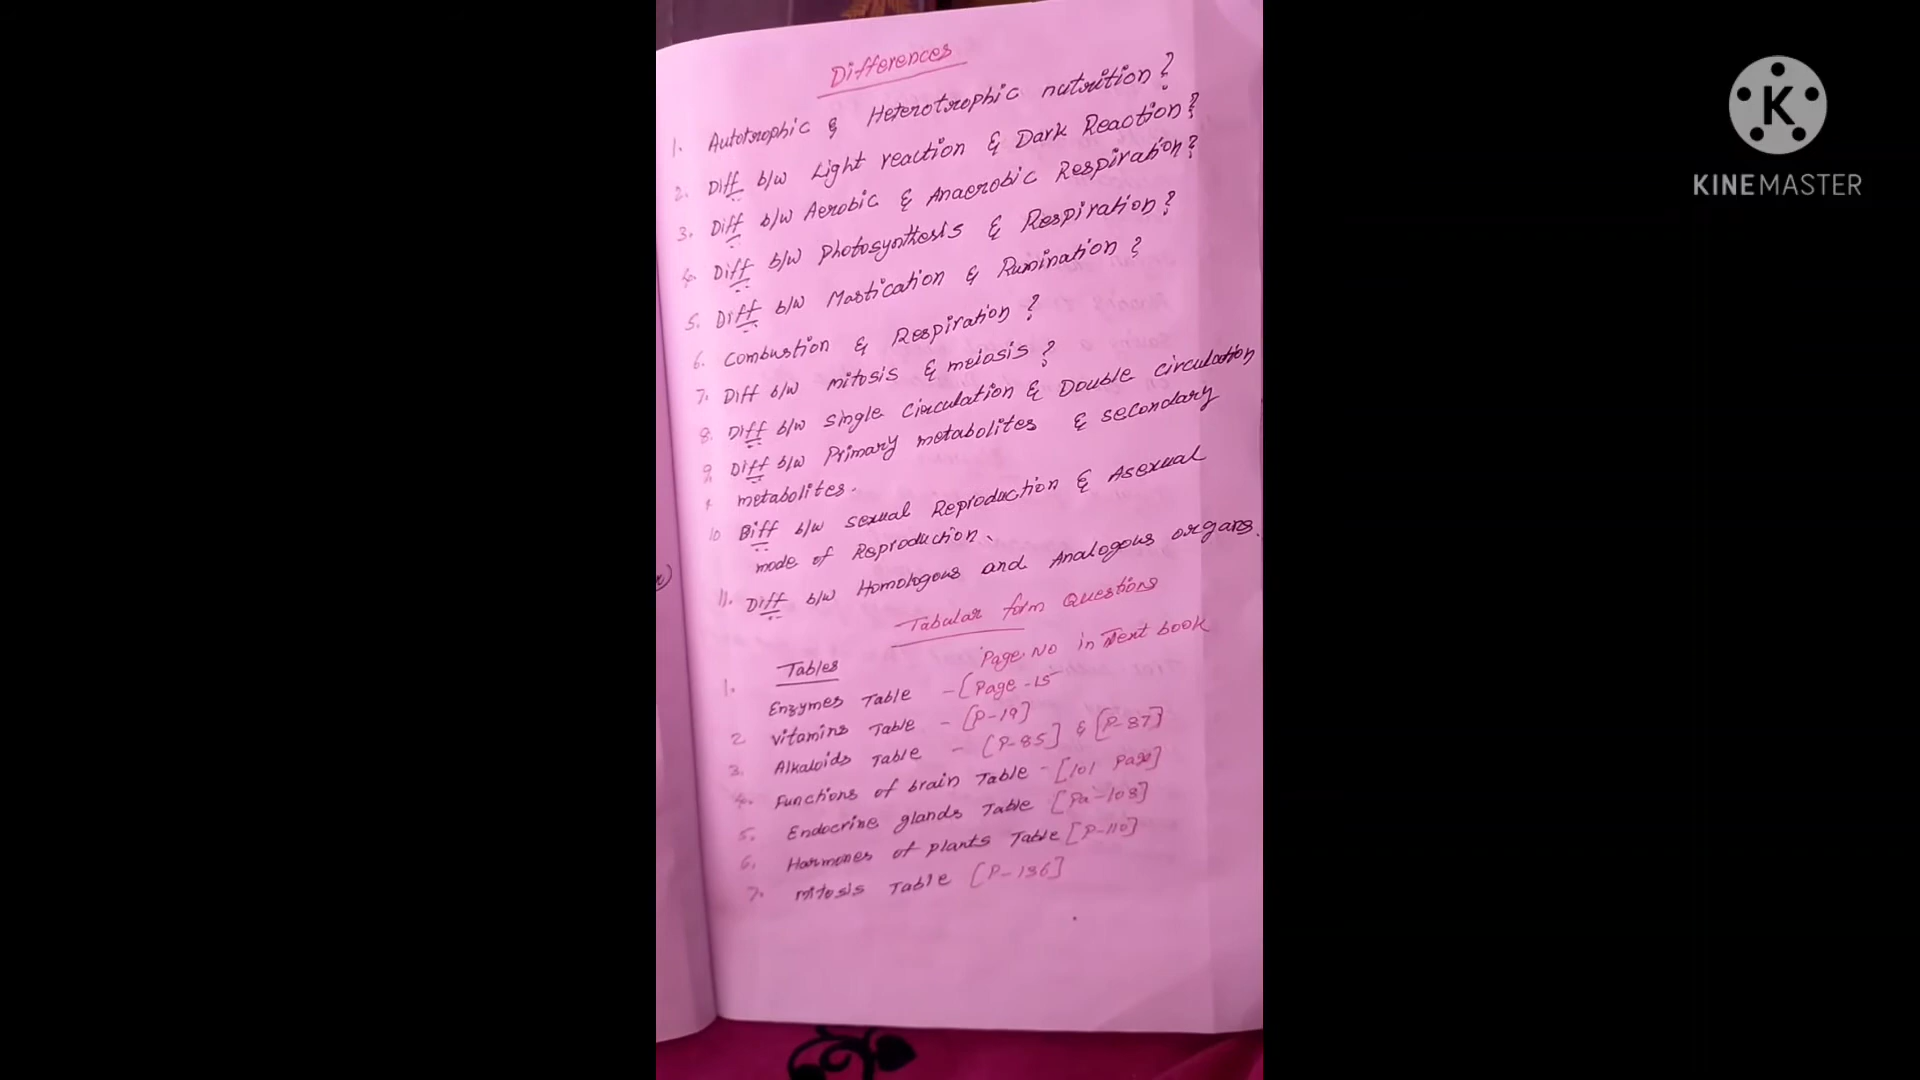 Differences
1. Autotrophic & Heterotrophic nutrition?
2. Diff b/w Light reaction & Dark Reaction?
3. Diff b/w Aerobic & Anaerobic Respiration?
4. Diff b/w Photosynthesis & Respiration?
5. Diff b/w Mastication & Rumination?
6. Combustion & Respiration?
7. Diff b/w mitosis & meiosis?
8. Diff b/w single Circulation & Double circulation
9 Diff b/w Primary metabolites & secondary
metabolites.
10 Diff b/w sexual Reproduction & Asexual
mode of Reproduction.
11. Diff b/w Homologous and Analogous organs.
Tabular form Questions
Tables Page No in Text book
1. Enzymes Table - [Page-15
2 vitamins Table - [P-19]
3. Alkaloids Table - [P-85] & [P-87]
4. Functions of brain Table - [101 Page]
5. Endocrine glands Table [Pa-108]
6. Harmones of plants Table [P-110]
7. mitosis Table [P-136]
K
KINEMASTER